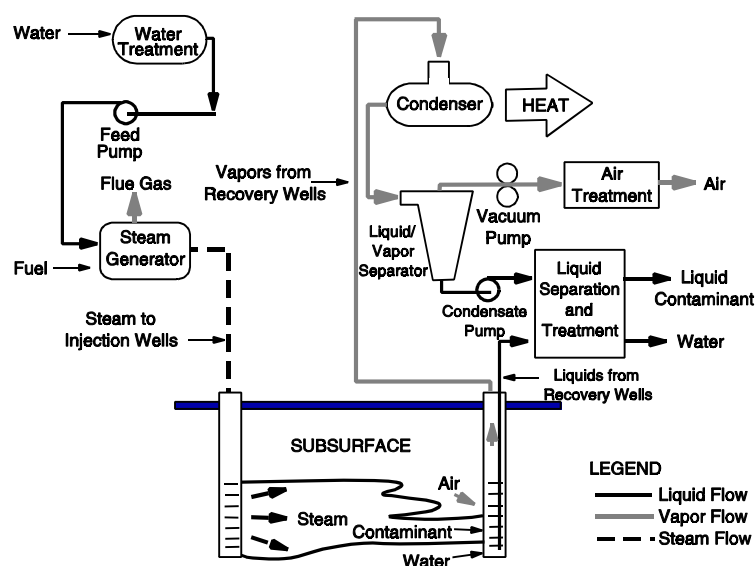 Water
Water
Treatment
Feed
Pump
Flue Gas
Steam
Generator
Fuel
Steam to
Injection Wells
Condenser
HEAT
Vapors from
Recovery Wells
Air
Treatment
Air
Vacuum
Pump
Liquid/
Vapor
Separator
Condensate
Pump
Liquid
Separation
and
Treatment
Liquid
Contaminant
Water
Liquids from
Recovery Wells
SUBSURFACE
Air
Steam
Contaminant
Water
LEGEND
Liquid Flow
Vapor Flow
Steam Flow